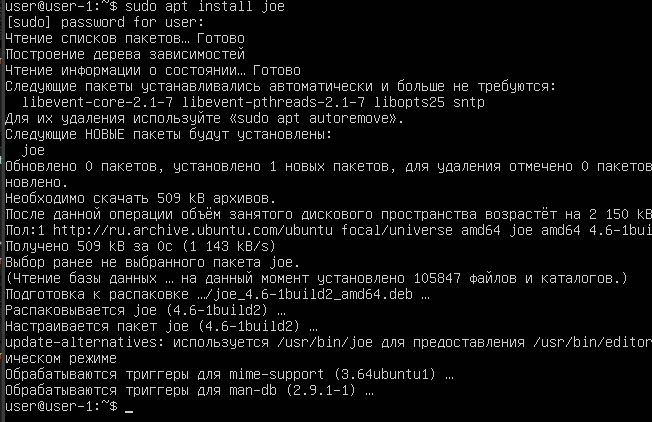 user@user-1:~$ sudo apt install joe
[sudo] password for user:
Чтение списков пакетов… Готово
Построение дерева зависимостей
Чтение информации о состоянии… Готово
Следующие пакеты устанавливались автоматически и больше не требуются:
  libevent-core-2.1-7 libevent-pthreads-2.1-7 libopts25 sntp
Для их удаления используйте «sudo apt autoremove».
Следующие НОВЫЕ пакеты будут установлены:
  joe
Обновлено 0 пакетов, установлено 1 новых пакетов, для удаления отмечено 0 пакетов
новлено.
Необходимо скачать 509 kB архивов.
После данной операции объём занятого дискового пространства возрастёт на 2 150 kB
Пол:1 http://ru.archive.ubuntu.com/ubuntu focal/universe amd64 joe amd64 4.6-1bui
Получено 509 kB за 0с (1 143 kB/s)
Выбор ранее не выбранного пакета joe.
(Чтение базы данных … на данный момент установлено 105847 файлов и каталогов.)
Подготовка к распаковке …/joe_4.6-1build2_amd64.deb …
Распаковывается joe (4.6-1build2) …
Настраивается пакет joe (4.6-1build2) …
update-alternatives: используется /usr/bin/joe для предоставления /usr/bin/editor
ическом режиме
Обрабатываются триггеры для mime-support (3.64ubuntu1) …
Обрабатываются триггеры для man-db (2.9.1-1) …
user@user-1:~$ _